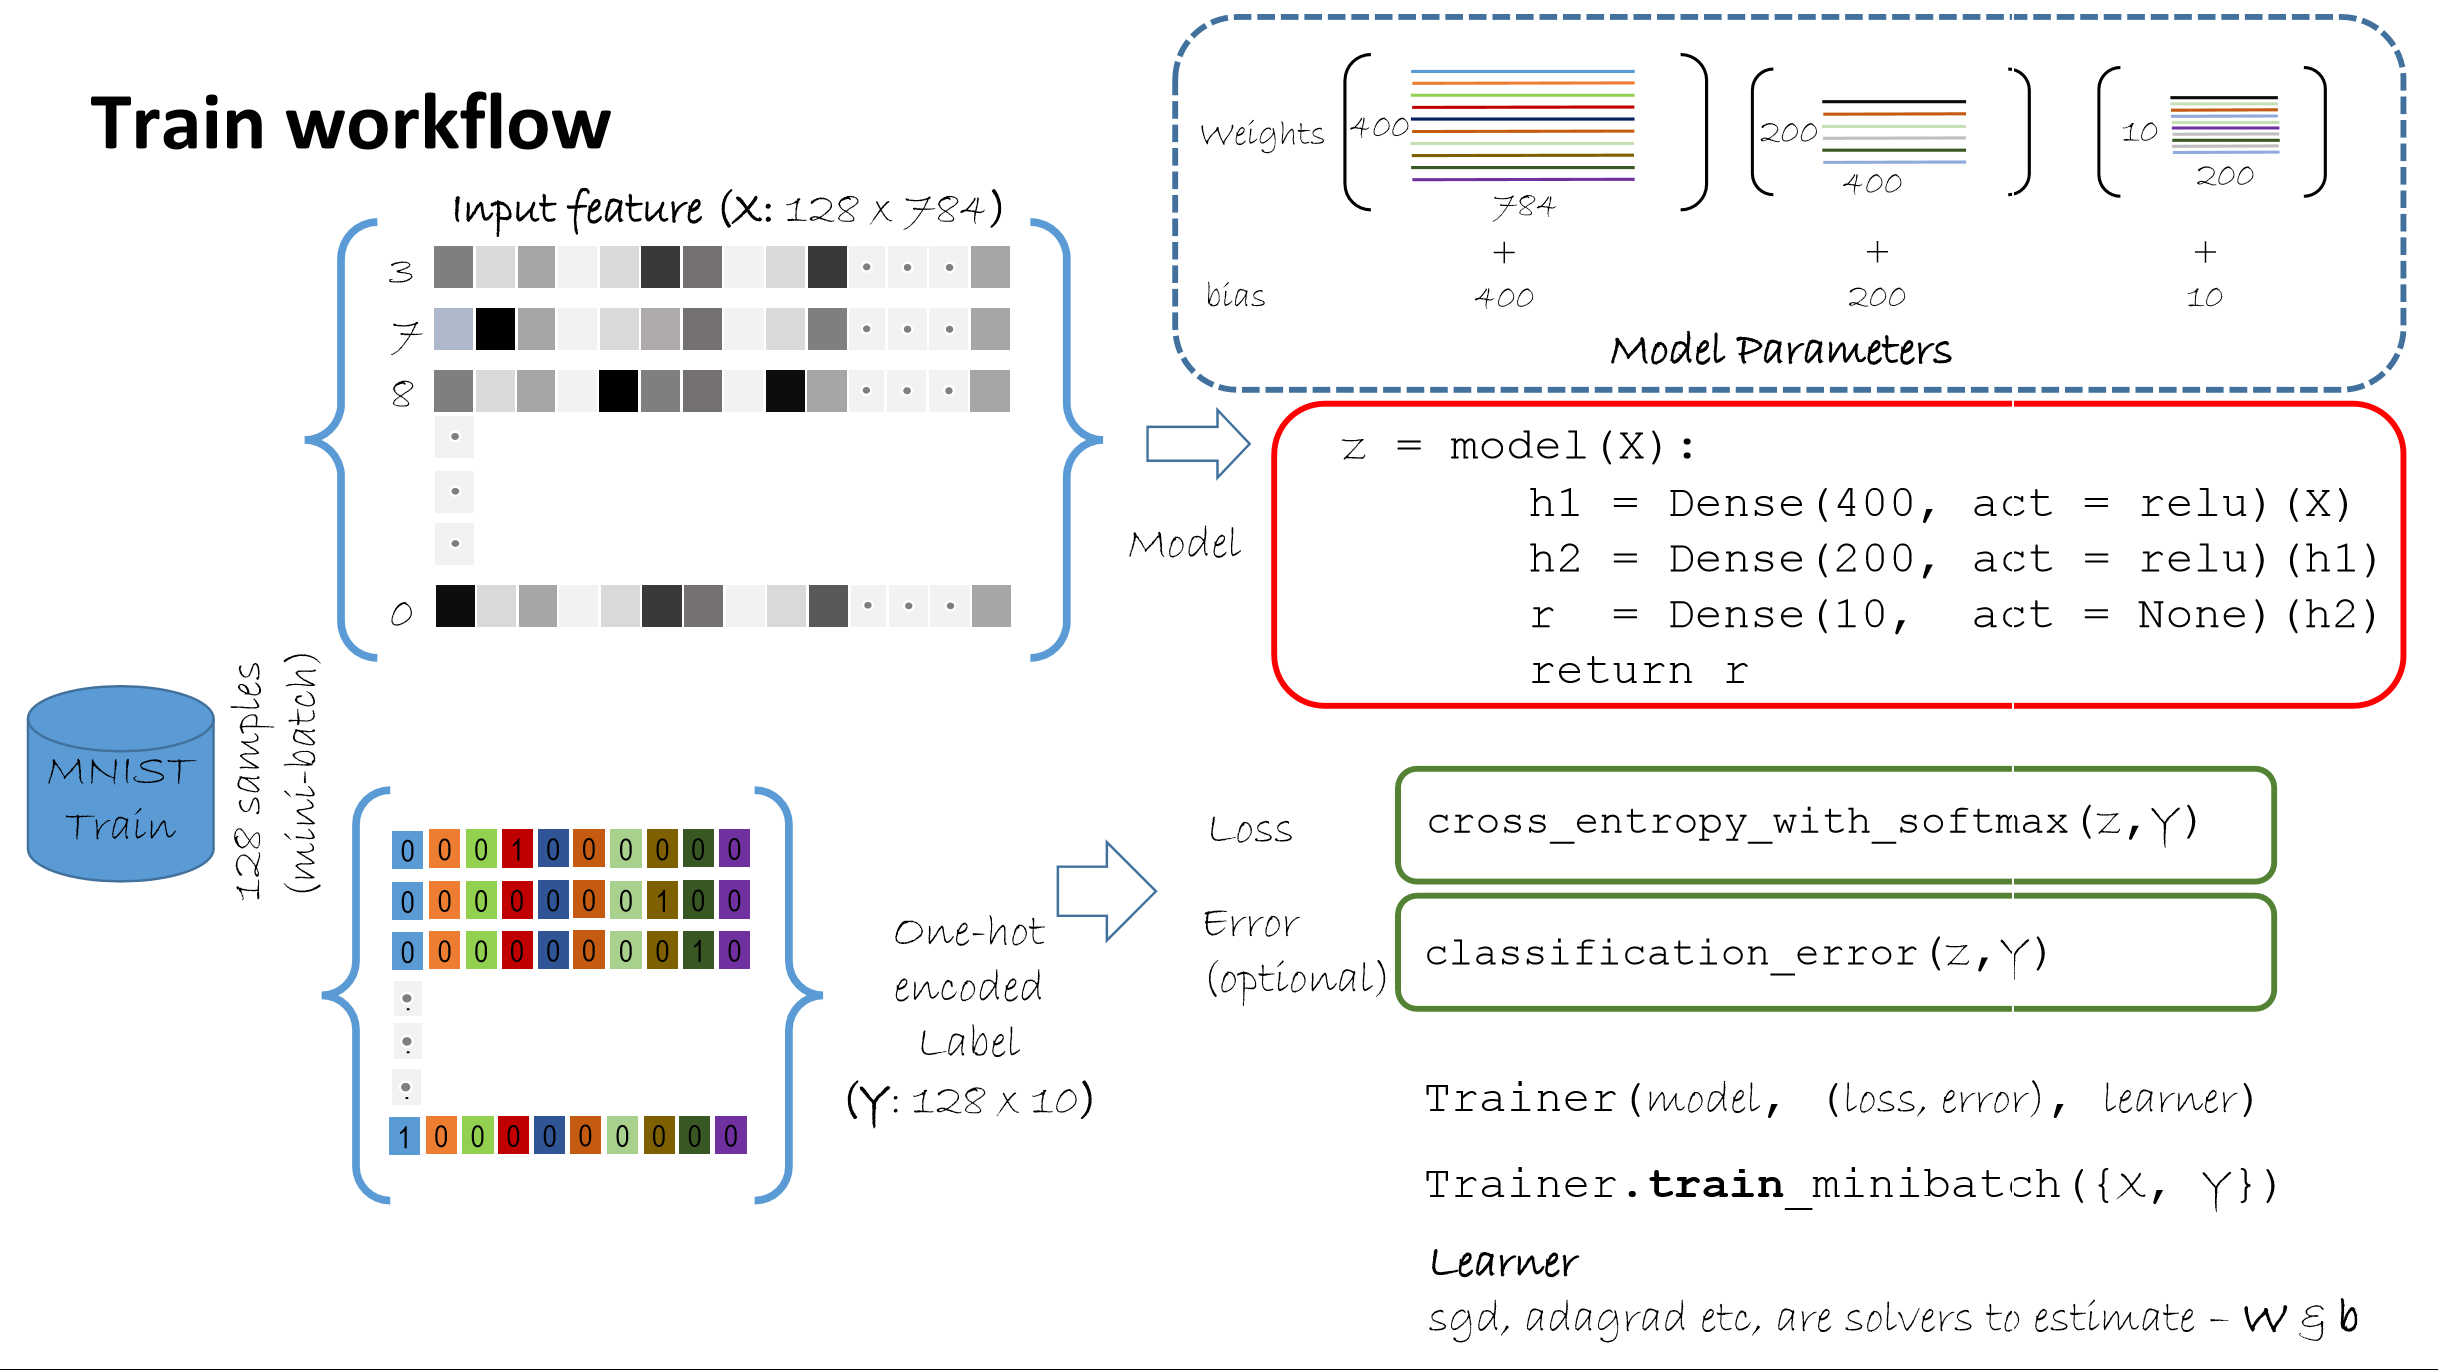 Train workflow
Input feature (X: 128 x 784)
3
7
8
0
128 samples
(mini-batch)
MNIST
Train
0 0 0 1 0 0 0 0 0 0
0 0 0 0 0 0 0 1 0 0
0 0 0 0 0 0 0 0 1 0
1 0 0 0 0 0 0 0 0 0
One-hot
encoded
Label
(Y: 128 x 10)
Weights
400
784
200
400
10
200
+ + +
bias 400 200 10
Model Parameters
Model
z = model(X):
h1 = Dense(400, act = relu)(X)
h2 = Dense(200, act = relu)(h1)
r = Dense(10, act = None)(h2)
return r
Loss
cross_entropy_with_softmax(z,Y)
Error
(optional)
classification_error(z,Y)
Trainer(model, (loss, error), learner)
Trainer.train_minibatch({X, Y})
Learner
sgd, adagrad etc, are solvers to estimate – W & b